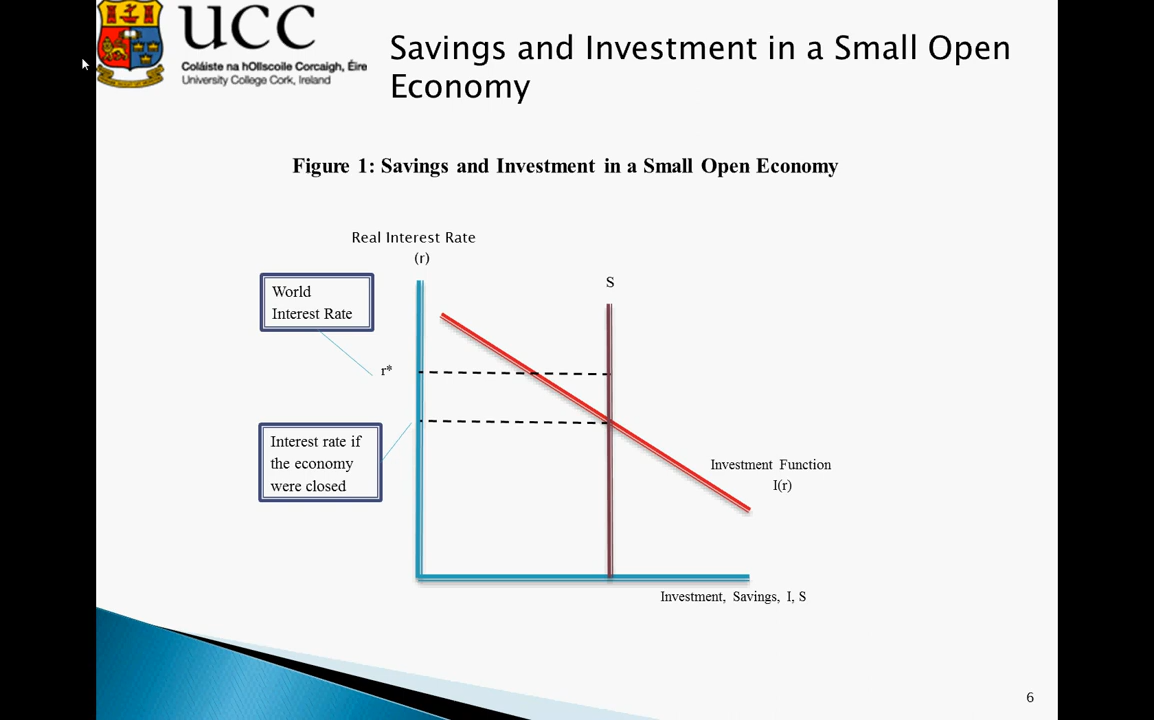 UCC
Coláiste na hOllscoile Corcaigh, Éire
University College Cork, Ireland
Savings and Investment in a Small Open
Economy
Figure 1: Savings and Investment in a Small Open Economy
Real Interest Rate
(r)
World
Interest Rate
S
r*
Interest rate if
the economy
were closed
Investment Function
I(r)
Investment, Savings, I, S
6